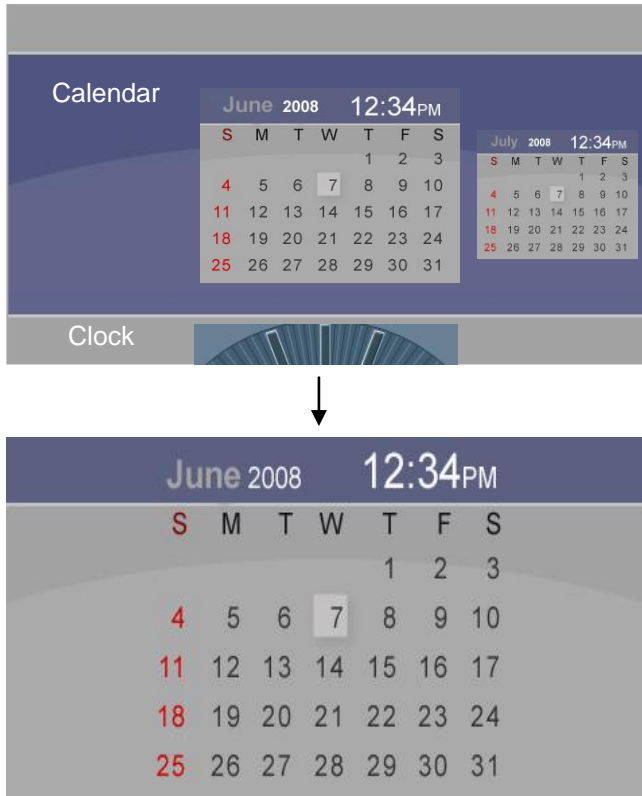 Calendar
June 2008 12:34PM
S M T W T F S
1 2 3
4 5 6 7 8 9 10
11 12 13 14 15 16 17
18 19 20 21 22 23 24
25 26 27 28 29 30 31
July 2008 12:34PM
S M T W T F S
1 2 3
4 5 6 7 8 9 10
11 12 13 14 15 16 17
18 19 20 21 22 23 24
25 26 27 28 29 30 31
Clock
June 2008 12:34PM
S M T W T F S
1 2 3
4 5 6 7 8 9 10
11 12 13 14 15 16 17
18 19 20 21 22 23 24
25 26 27 28 29 30 31